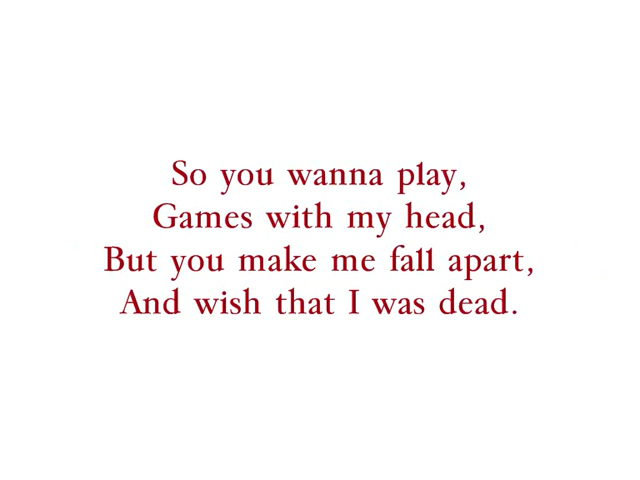 So you wanna play,
Games with my head,
But you make me fall apart,
And wish that I was dead.